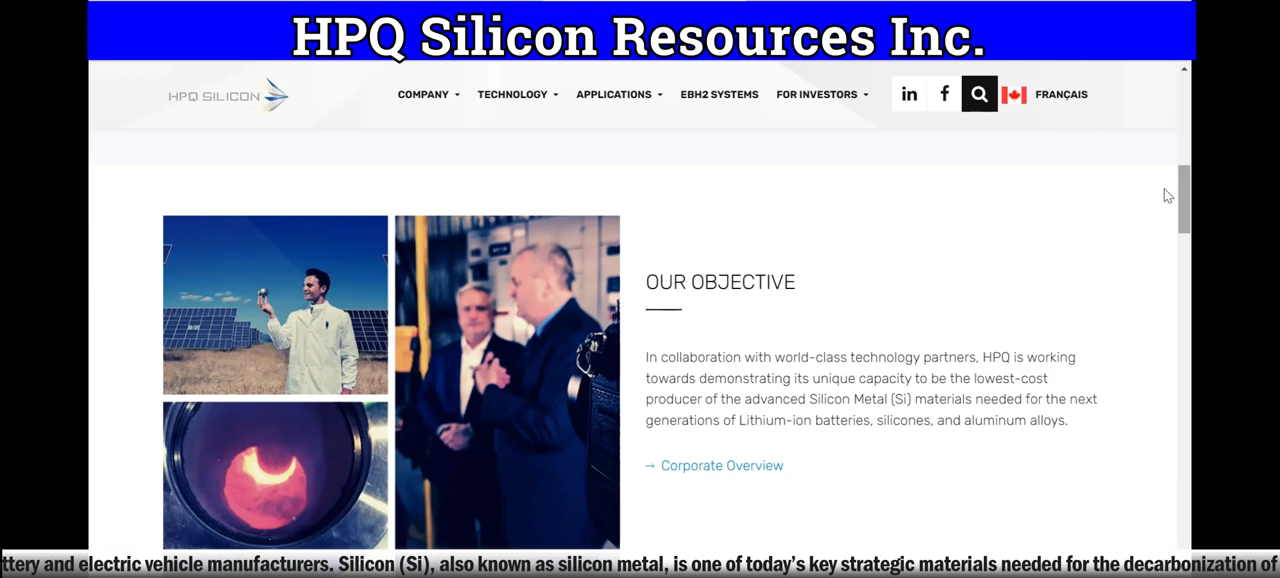 HPQ Silicon Resources Inc.
HPQ SILICON
COMPANY TECHNOLOGY APPLICATIONS EBH2 SYSTEMS FOR INVESTORS in f FRANÇAIS
OUR OBJECTIVE
In collaboration with world-class technology partners, HPQ is working
towards demonstrating its unique capacity to be the lowest-cost
producer of the advanced Silicon Metal (Si) materials needed for the next
generations of Lithium-ion batteries, silicones, and aluminum alloys.
→ Corporate Overview
ttery and electric vehicle manufacturers. Silicon (Si), also known as silicon metal, is one of today's key strategic materials needed for the decarbonization of